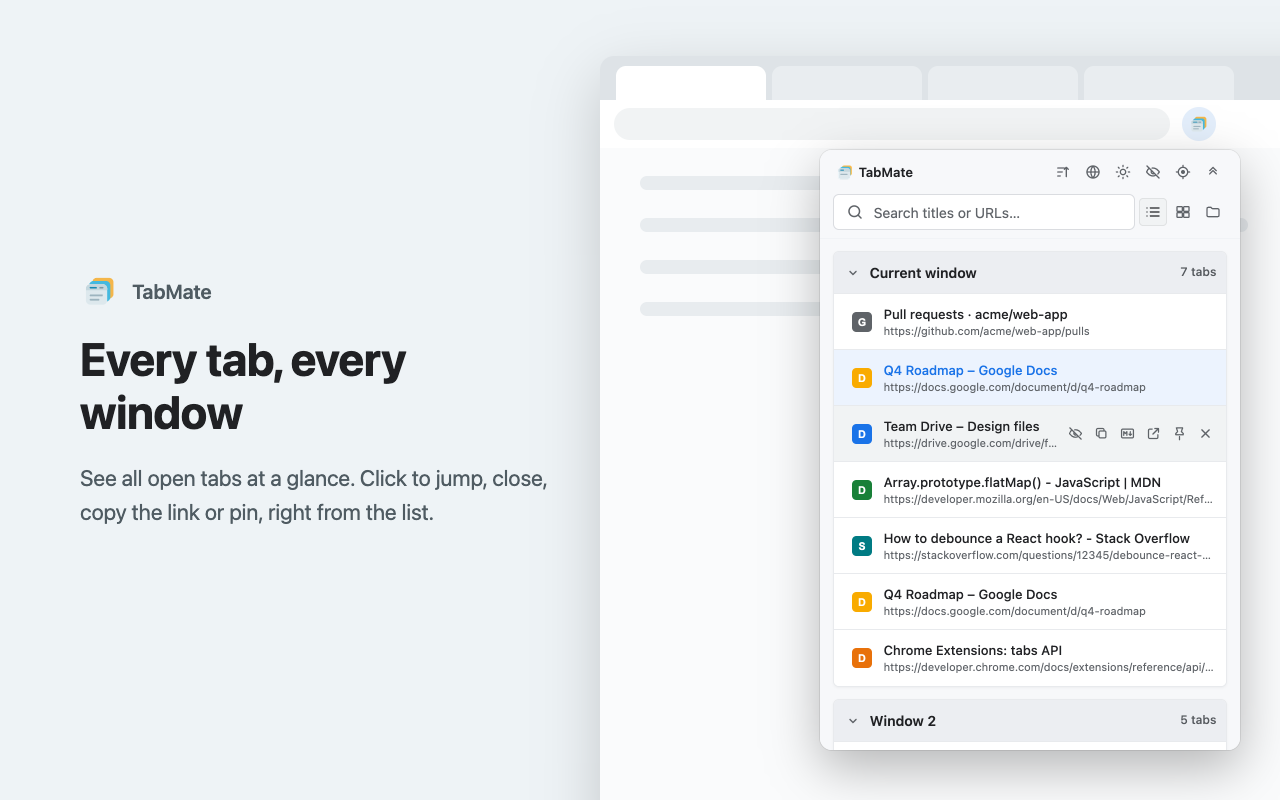 TabMate
Every tab, every
window
See all open tabs at a glance. Click to jump, close,
copy the link or pin, right from the list.
TabMate
Search titles or URLs...
Current window
7 tabs
G
Pull requests · acme/web-app
https://github.com/acme/web-app/pulls
D
Q4 Roadmap – Google Docs
https://docs.google.com/document/d/q4-roadmap
D
Team Drive – Design files
https://drive.google.com/drive/f...
D
Array.prototype.flatMap() - JavaScript | MDN
https://developer.mozilla.org/en-US/docs/Web/JavaScript/Ref...
S
How to debounce a React hook? - Stack Overflow
https://stackoverflow.com/questions/12345/debounce-react-...
D
Q4 Roadmap – Google Docs
https://docs.google.com/document/d/q4-roadmap
D
Chrome Extensions: tabs API
https://developer.chrome.com/docs/extensions/reference/api/...
Window 2
5 tabs